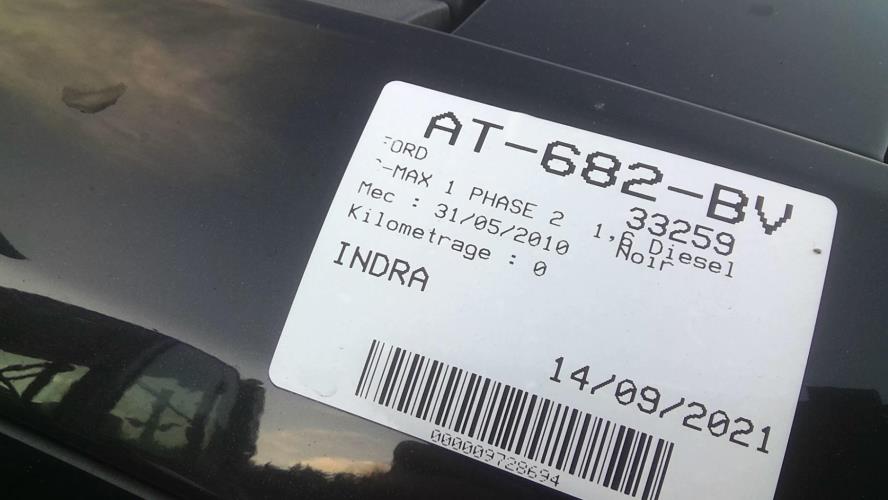 AT-682-BV
FORD 33259
C-MAX 1 PHASE 2 1,6 Diesel
Mec : 31/05/2010 Noir
Kilometrage : 0
INDRA
14/09/2021
000009728694